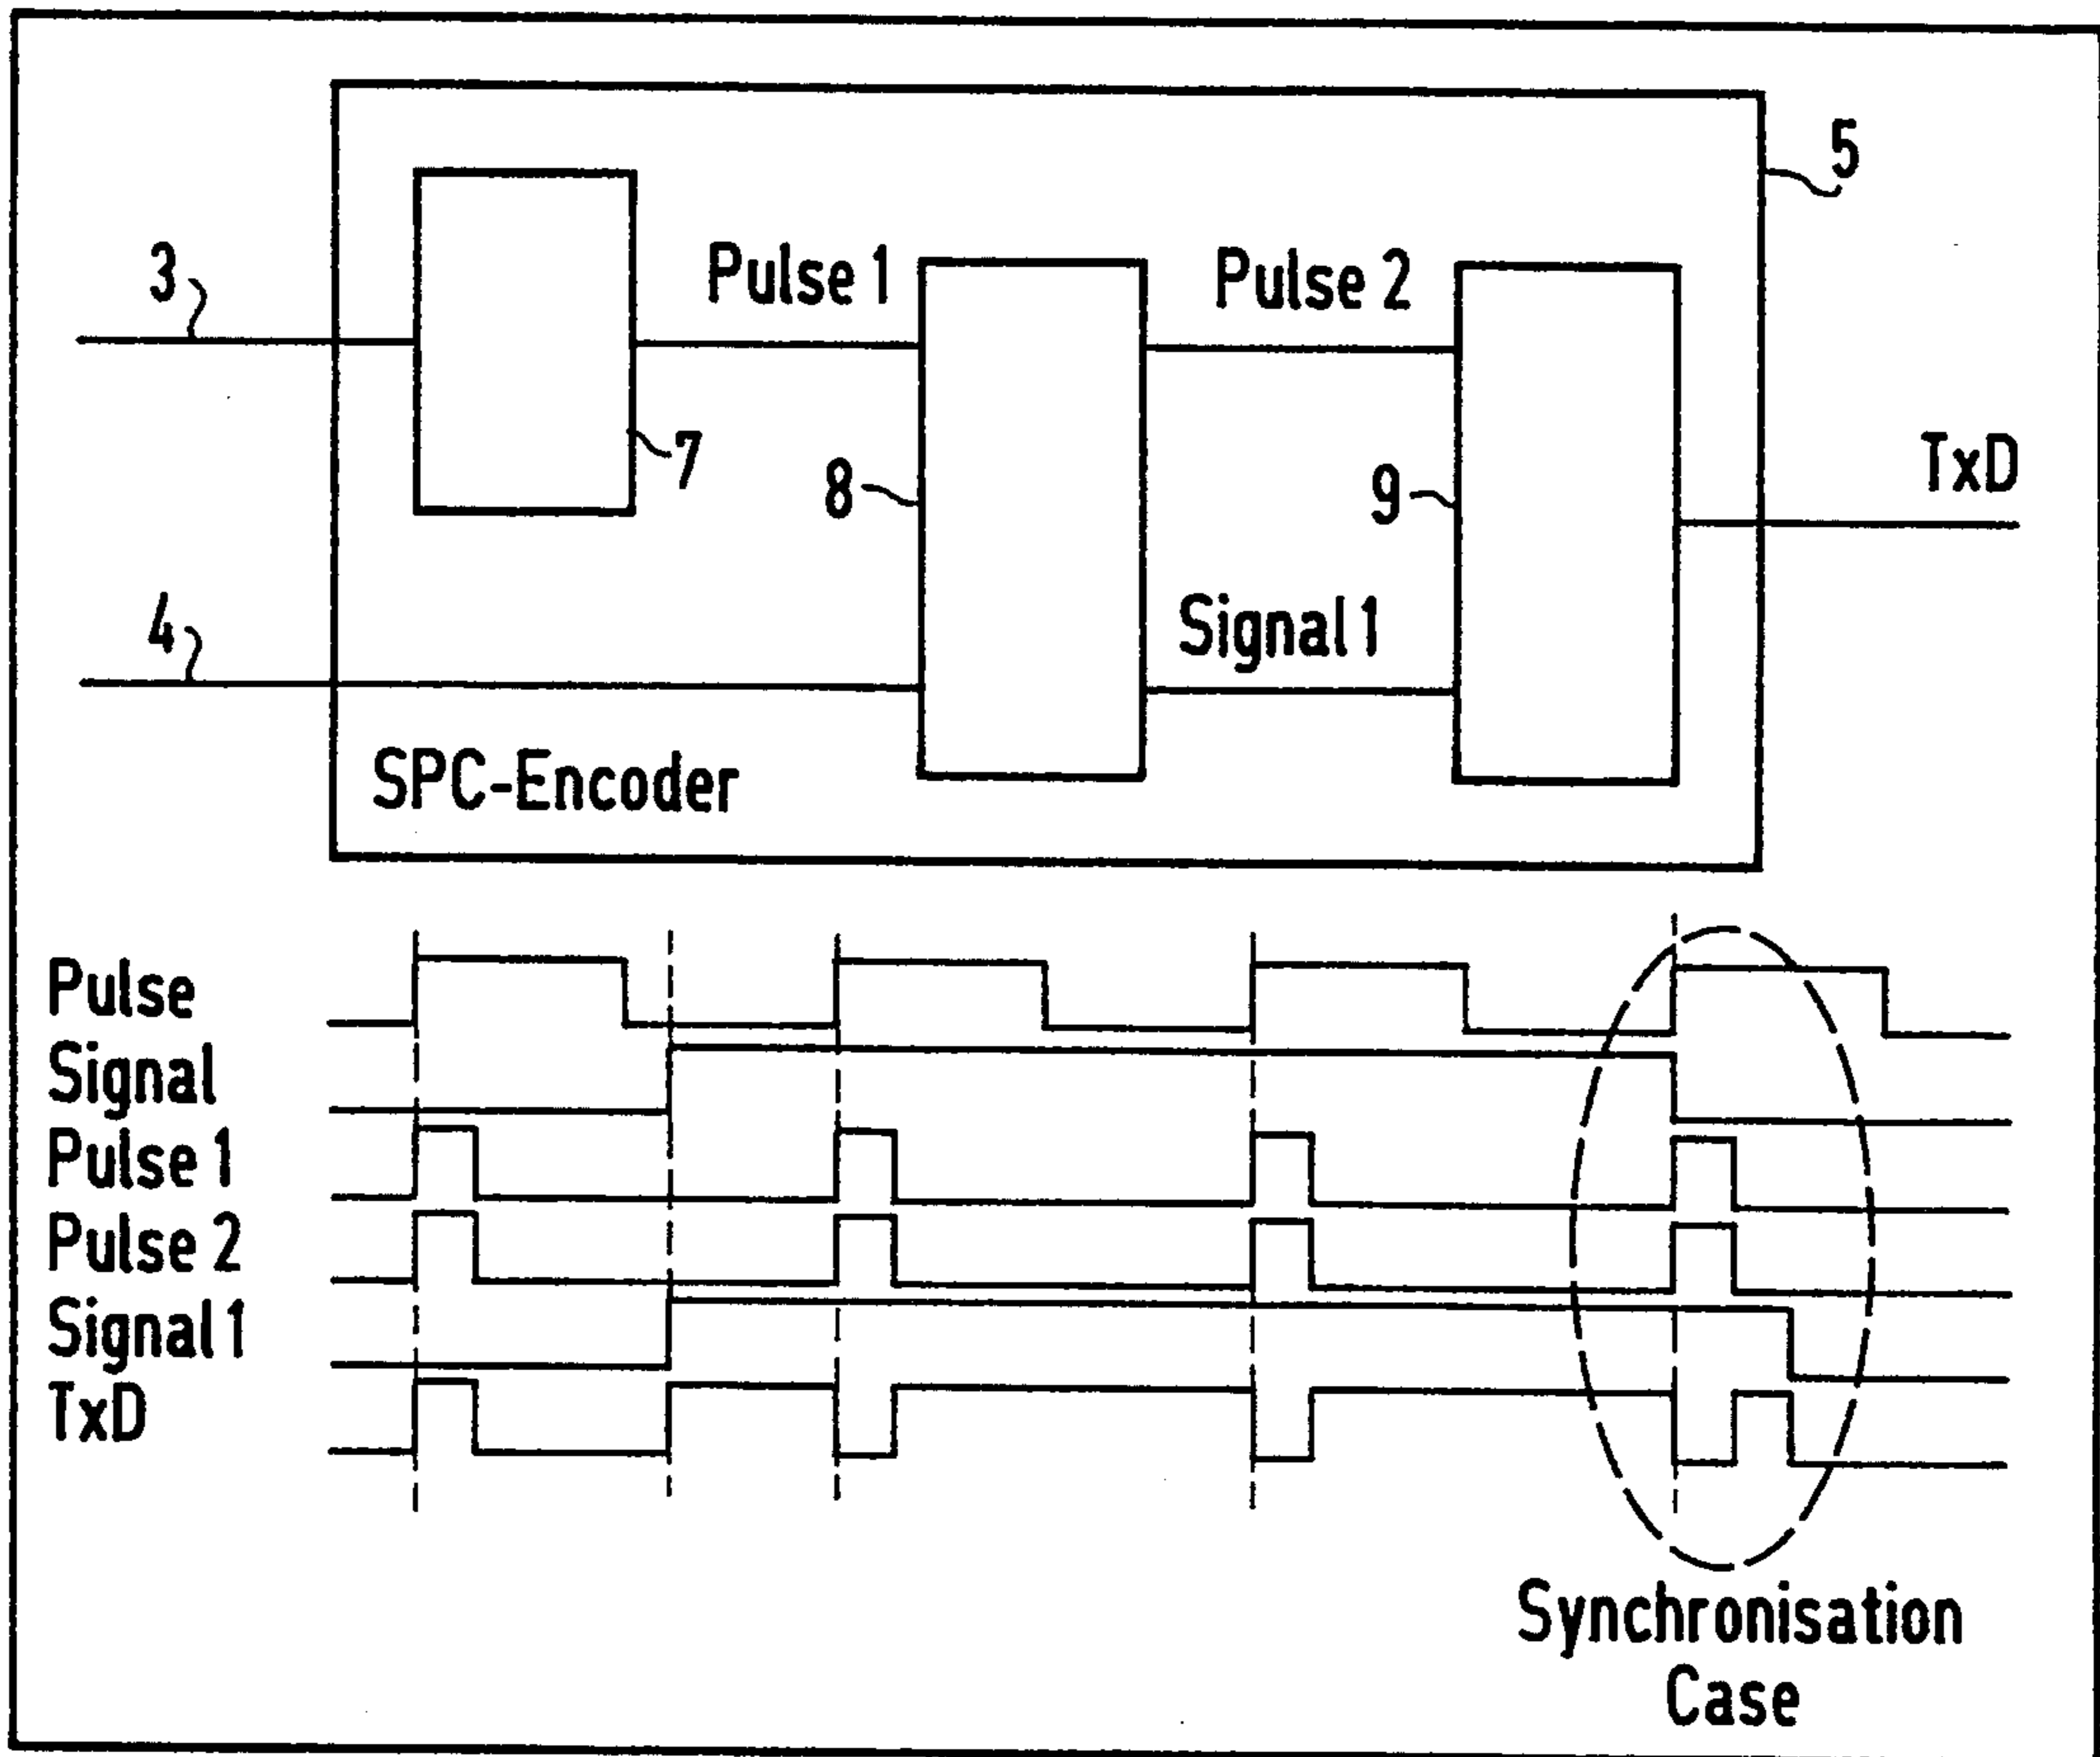 5
3
Pulse 1
Pulse 2
7
8
9
TxD
4
Signal 1
SPC-Encoder
Pulse
Signal
Pulse 1
Pulse 2
Signal 1
TxD
Synchronisation
Case